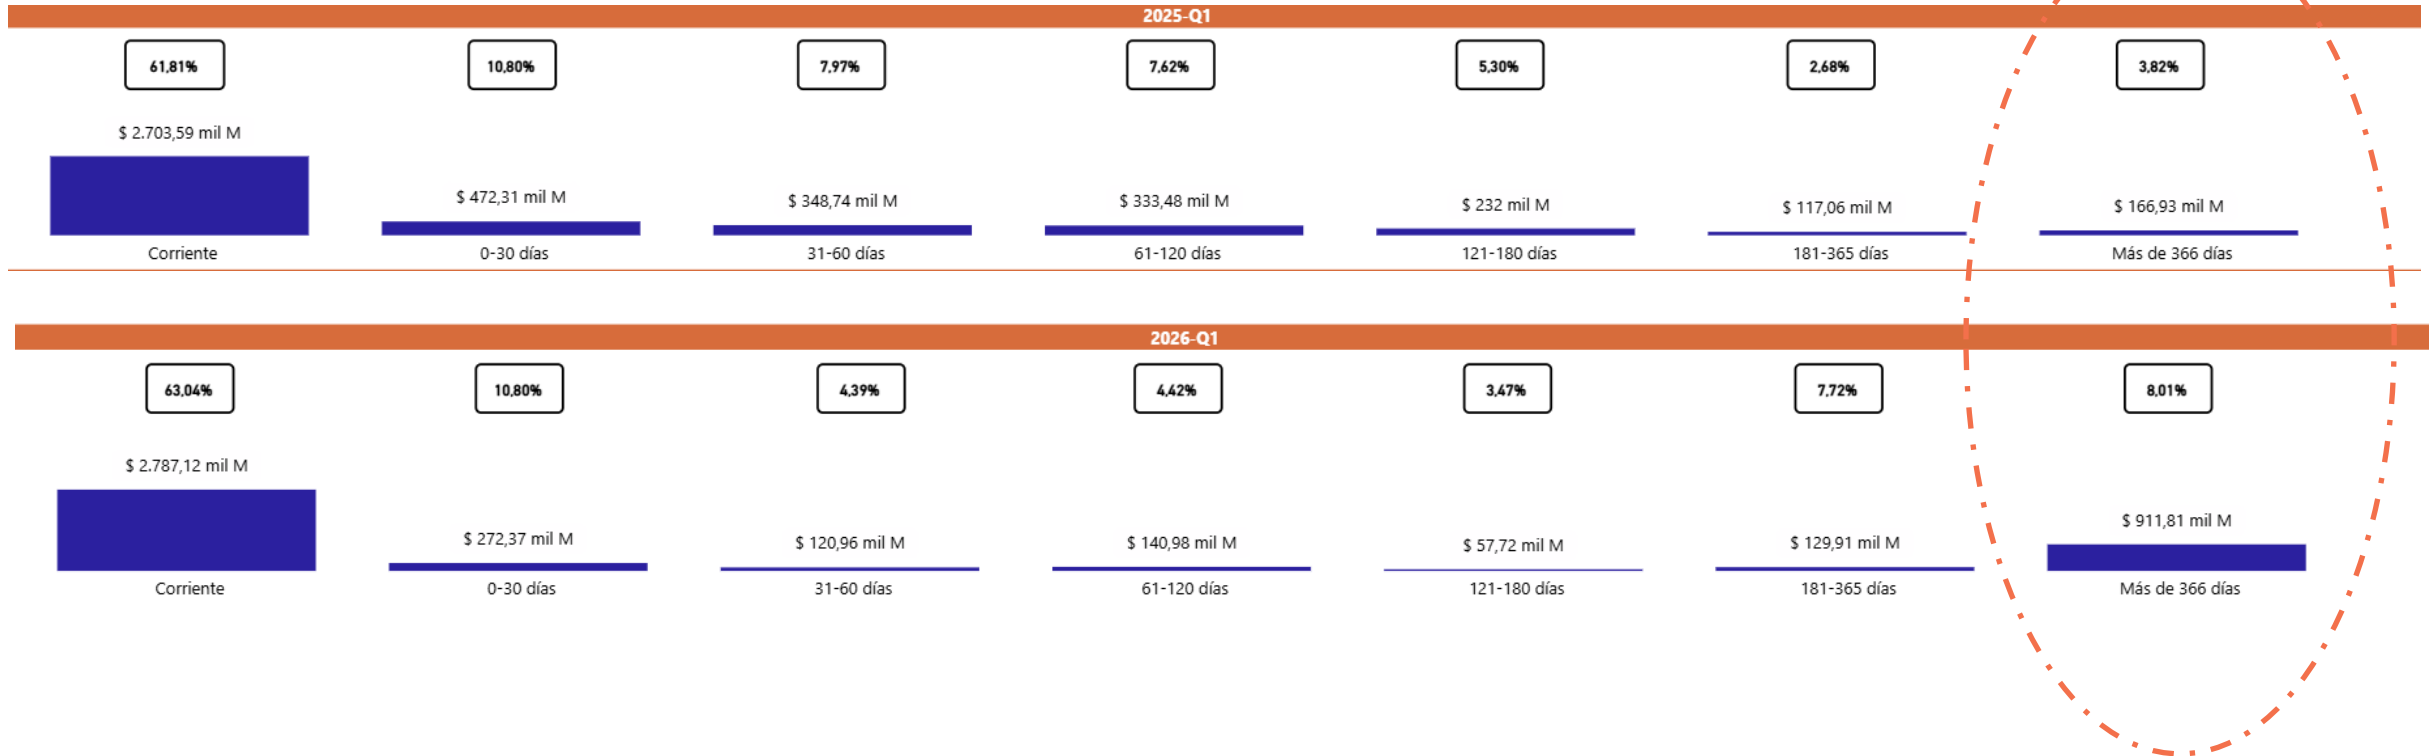 2025-Q1
61,81% 10,80% 7,97% 7,62% 5,30% 2,68% 3,82%
$ 2.703,59 mil M $ 472,31 mil M $ 348,74 mil M $ 333,48 mil M $ 232 mil M $ 117,06 mil M $ 166,93 mil M
Corriente 0-30 días 31-60 días 61-120 días 121-180 días 181-365 días Más de 366 días
2026-Q1
63,04% 10,80% 4,39% 4,42% 3,47% 7,72% 8,01%
$ 2.787,12 mil M $ 272,37 mil M $ 120,96 mil M $ 140,98 mil M $ 57,72 mil M $ 129,91 mil M $ 911,81 mil M
Corriente 0-30 días 31-60 días 61-120 días 121-180 días 181-365 días Más de 366 días